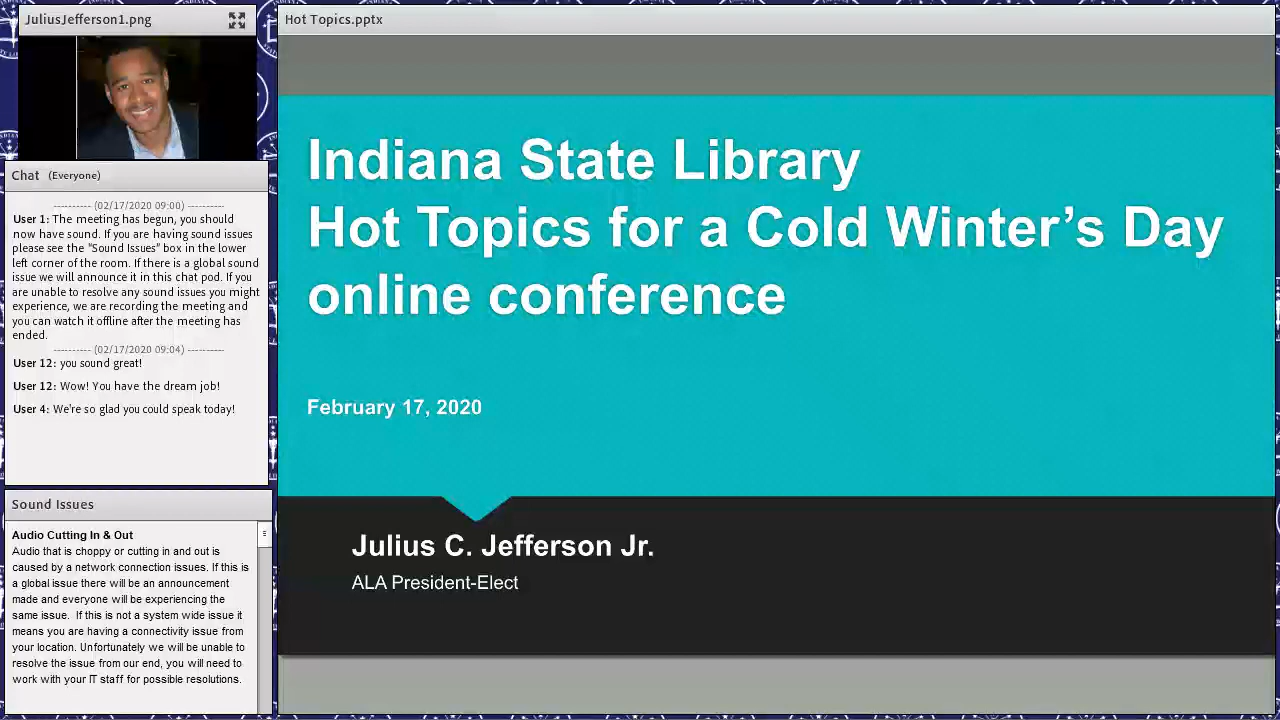 JuliusJefferson1.png
Hot Topics.pptx
Chat (Everyone)
---------- (02/17/2020 09:00) ----------
User 1: The meeting has begun, you should
now have sound. If you are having sound issues
please see the "Sound Issues" box in the lower
left corner of the room. If there is a global sound
issue we will announce it in this chat pod. If you
are unable to resolve any sound issues you might
experience, we are recording the meeting and
you can watch it offline after the meeting has
ended.
---------- (02/17/2020 09:04) ----------
User 12: you sound great!
User 12: Wow! You have the dream job!
User 4: We're so glad you could speak today!
Sound Issues
Audio Cutting In & Out
Audio that is choppy or cutting in and out is
caused by a network connection issues. If this is
a global issue there will be an announcement
made and everyone will be experiencing the
same issue. If this is not a system wide issue it
means you are having a connectivity issue from
your location. Unfortunately we will be unable to
resolve the issue from our end, you will need to
work with your IT staff for possible resolutions.
Indiana State Library
Hot Topics for a Cold Winter’s Day
online conference
February 17, 2020
Julius C. Jefferson Jr.
ALA President-Elect